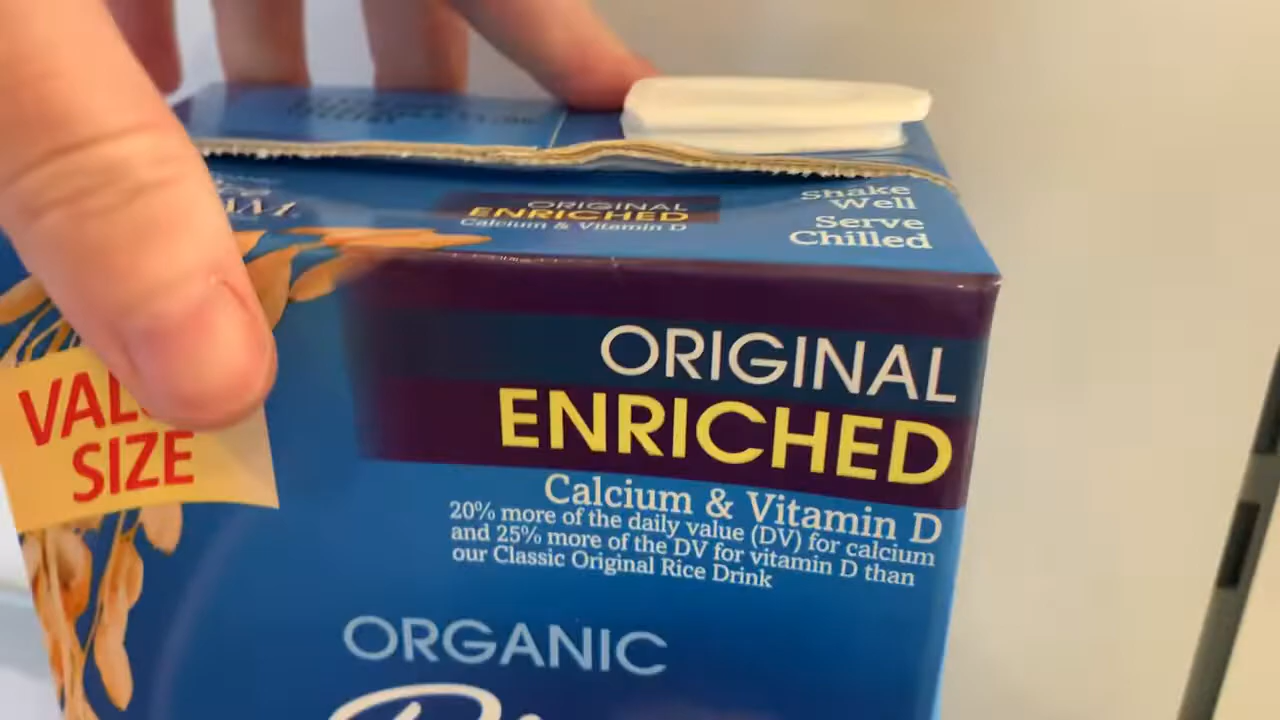 ORIGINAL
ENRICHED
Calcium & Vitamin D
Shake
Well
Serve
Chilled
ORIGINAL
ENRICHED
Calcium & Vitamin D
20% more of the daily value (DV) for calcium
and 25% more of the DV for vitamin D than
our Classic Original Rice Drink
VALUE
SIZE
ORGANIC